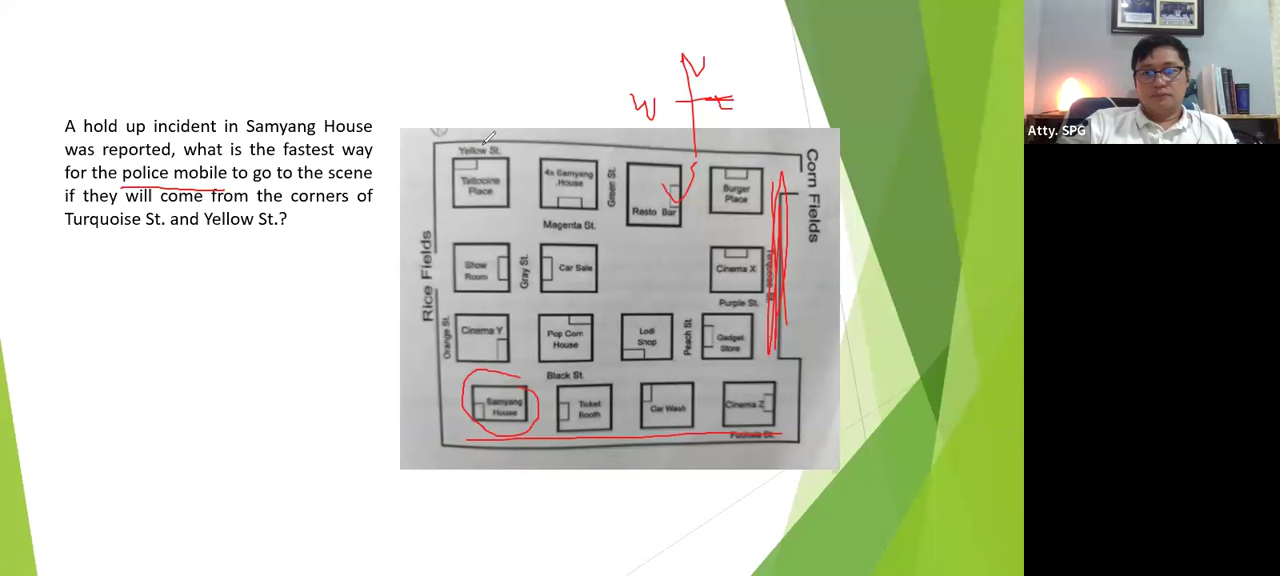 A hold up incident in Samyang House
was reported, what is the fastest way
for the police mobile to go to the scene
if they will come from the corners of
Turquoise St. and Yellow St.?
N
W
E
Yellow St.
Tattooine
Place
4x Samyang
House
Green St.
Resto Bar
Burger
Place
Corn Fields
Magenta St.
Rice Fields
Show
Room
Gray St.
Car Sale
Cinema X
Turquoise St.
Purple St.
Orange St.
Cinema Y
Pop Corn
House
Lodi
Shop
Peach St.
Gadget
Store
Black St.
Samyang
House
Ticket
Booth
Car Wash
Cinema Z
Fuchsia St.
Atty. SPG